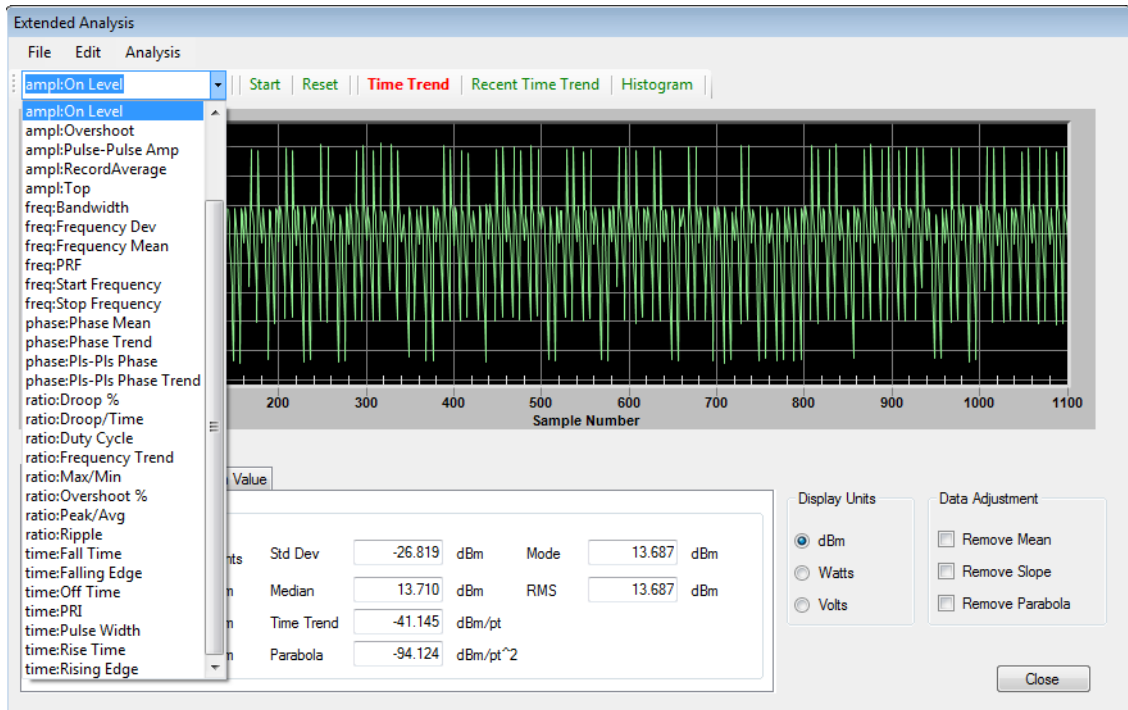 Extended Analysis
File Edit Analysis
ampl:On Level Start Reset Time Trend Recent Time Trend Histogram
ampl:On Level
ampl:Overshoot
ampl:Pulse-Pulse Amp
ampl:RecordAverage
ampl:Top
freq:Bandwidth
freq:Frequency Dev
freq:Frequency Mean
freq:PRF
freq:Start Frequency
freq:Stop Frequency
phase:Phase Mean
phase:Phase Trend
phase:Pls-Pls Phase
phase:Pls-Pls Phase Trend
ratio:Droop %
ratio:Droop/Time
ratio:Duty Cycle
ratio:Frequency Trend
ratio:Max/Min
ratio:Overshoot %
ratio:Peak/Avg
ratio:Ripple
time:Fall Time
time:Falling Edge
time:Off Time
time:PRI
time:Pulse Width
time:Rise Time
time:Rising Edge
200 300 400 500 600 700 800 900 1000 1100
Sample Number
Value
Std Dev -26.819 dBm Mode 13.687 dBm
Median 13.710 dBm RMS 13.687 dBm
Time Trend -41.145 dBm/pt
Parabola -94.124 dBm/pt^2
Display Units
dBm
Watts
Volts
Data Adjustment
Remove Mean
Remove Slope
Remove Parabola
Close